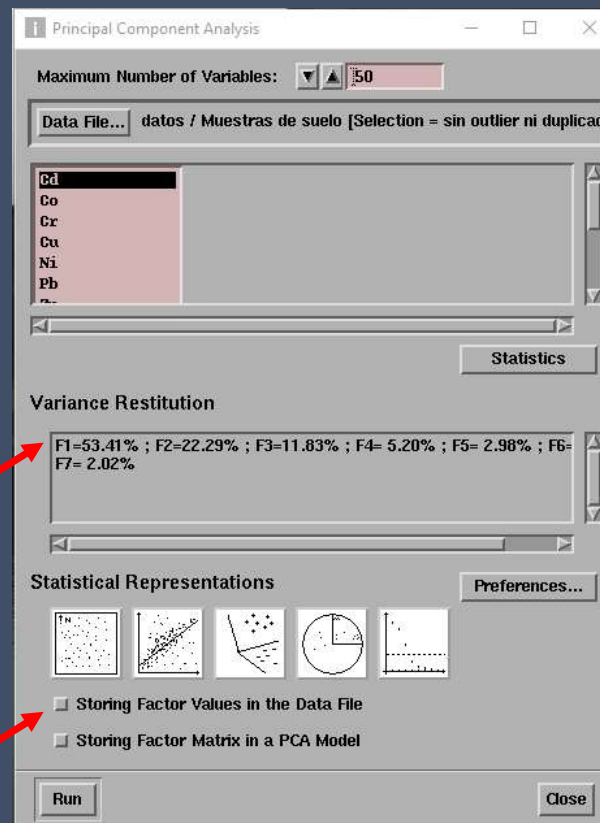 Principal Component Analysis
Maximum Number of Variables: 50
Data File... datos / Muestras de suelo [Selection = sin outlier ni duplicad
Cd
Co
Cr
Cu
Ni
Pb
Statistics
Variance Restitution
F1=53.41% ; F2=22.29% ; F3=11.83% ; F4= 5.20% ; F5= 2.98% ; F6=
F7= 2.02%
Statistical Representations
Preferences...
N
Storing Factor Values in the Data File
Storing Factor Matrix in a PCA Model
Run Close